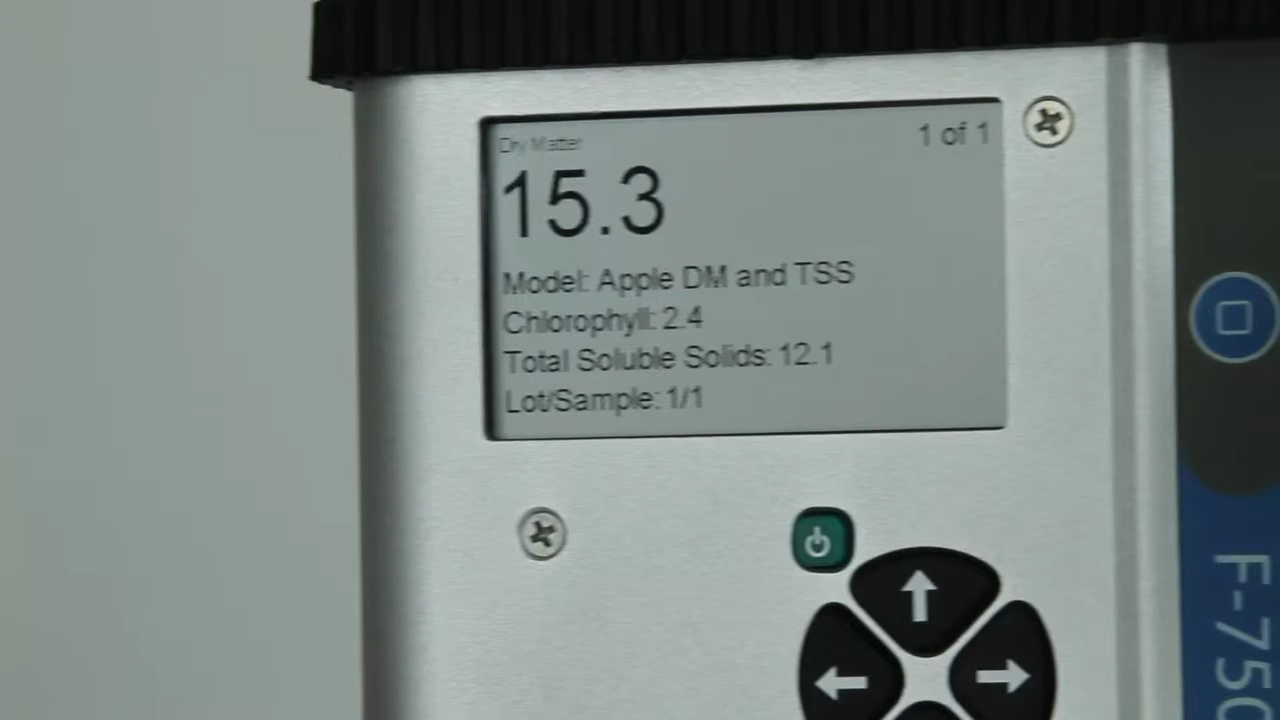 Dry Matter
1 of 1
15.3
Model: Apple DM and TSS
Chlorophyll: 2.4
Total Soluble Solids: 12.1
Lot/Sample: 1/1
F-750